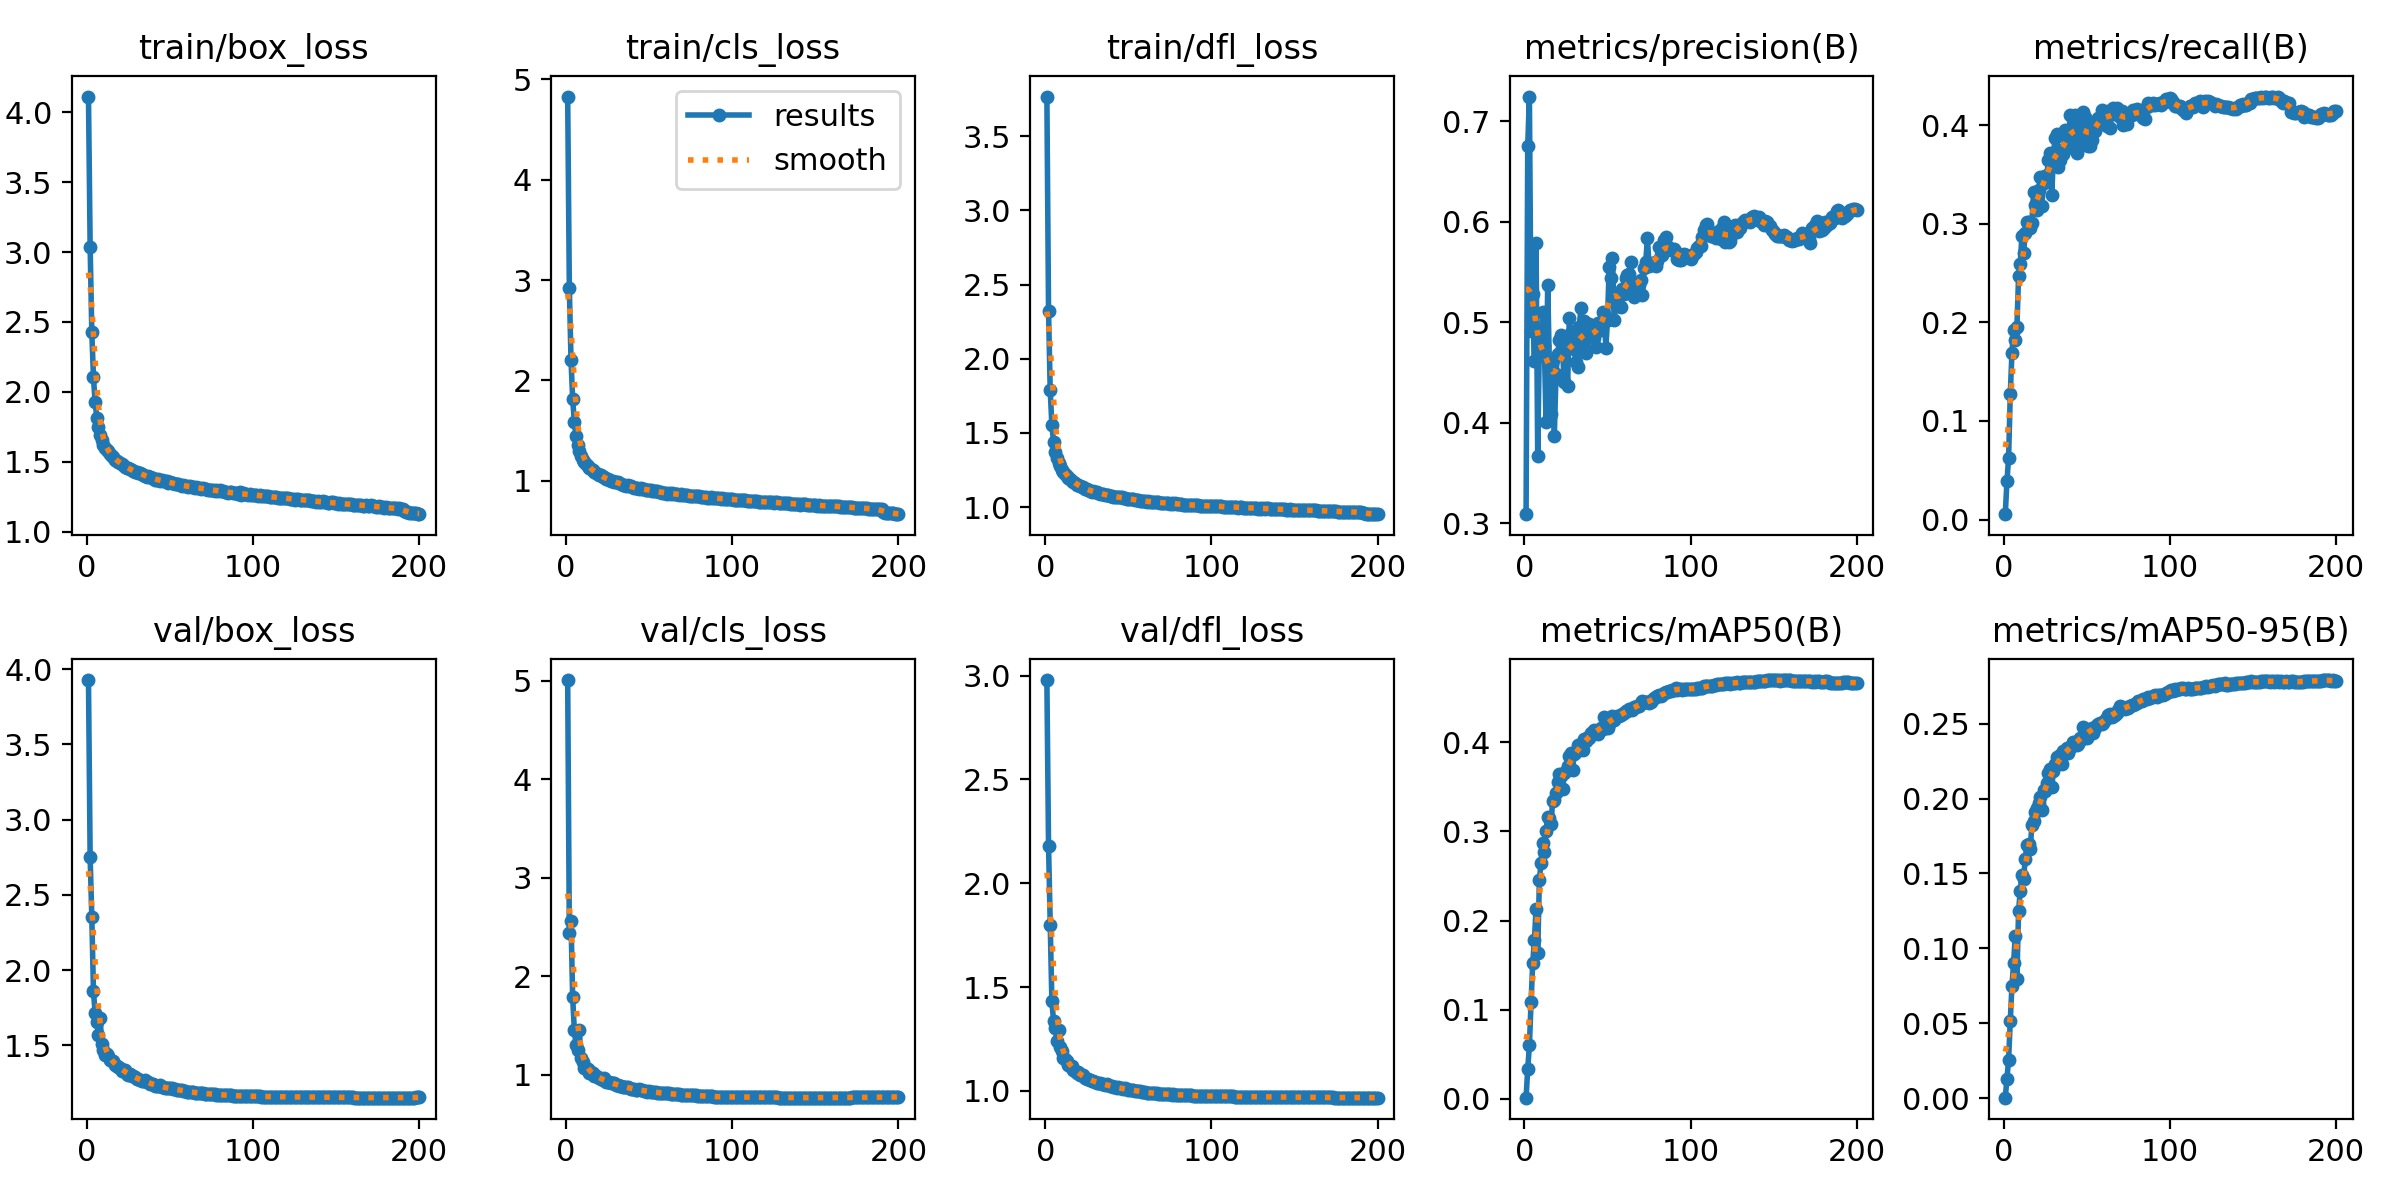 train/box_loss
4.0
3.5
3.0
2.5
2.0
1.5
1.0
0 100 200
train/cls_loss
results
smooth
5
4
3
2
1
0 100 200
train/dfl_loss
3.5
3.0
2.5
2.0
1.5
1.0
0 100 200
metrics/precision(B)
0.7
0.6
0.5
0.4
0.3
0 100 200
metrics/recall(B)
0.4
0.3
0.2
0.1
0.0
0 100 200
val/box_loss
4.0
3.5
3.0
2.5
2.0
1.5
0 100 200
val/cls_loss
5
4
3
2
1
0 100 200
val/dfl_loss
3.0
2.5
2.0
1.5
1.0
0 100 200
metrics/mAP50(B)
0.4
0.3
0.2
0.1
0.0
0 100 200
metrics/mAP50-95(B)
0.25
0.20
0.15
0.10
0.05
0.00
0 100 200